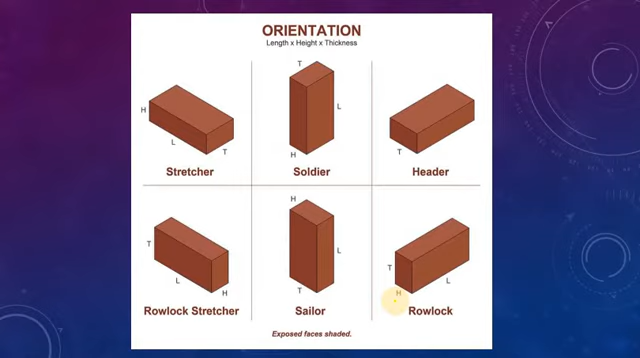 ORIENTATION
Length x Height x Thickness
H
L
T
Stretcher
T
L
H
Soldier
T
Header
T
L
H
Rowlock Stretcher
H
L
T
Sailor
T
H
L
Rowlock
Exposed faces shaded.